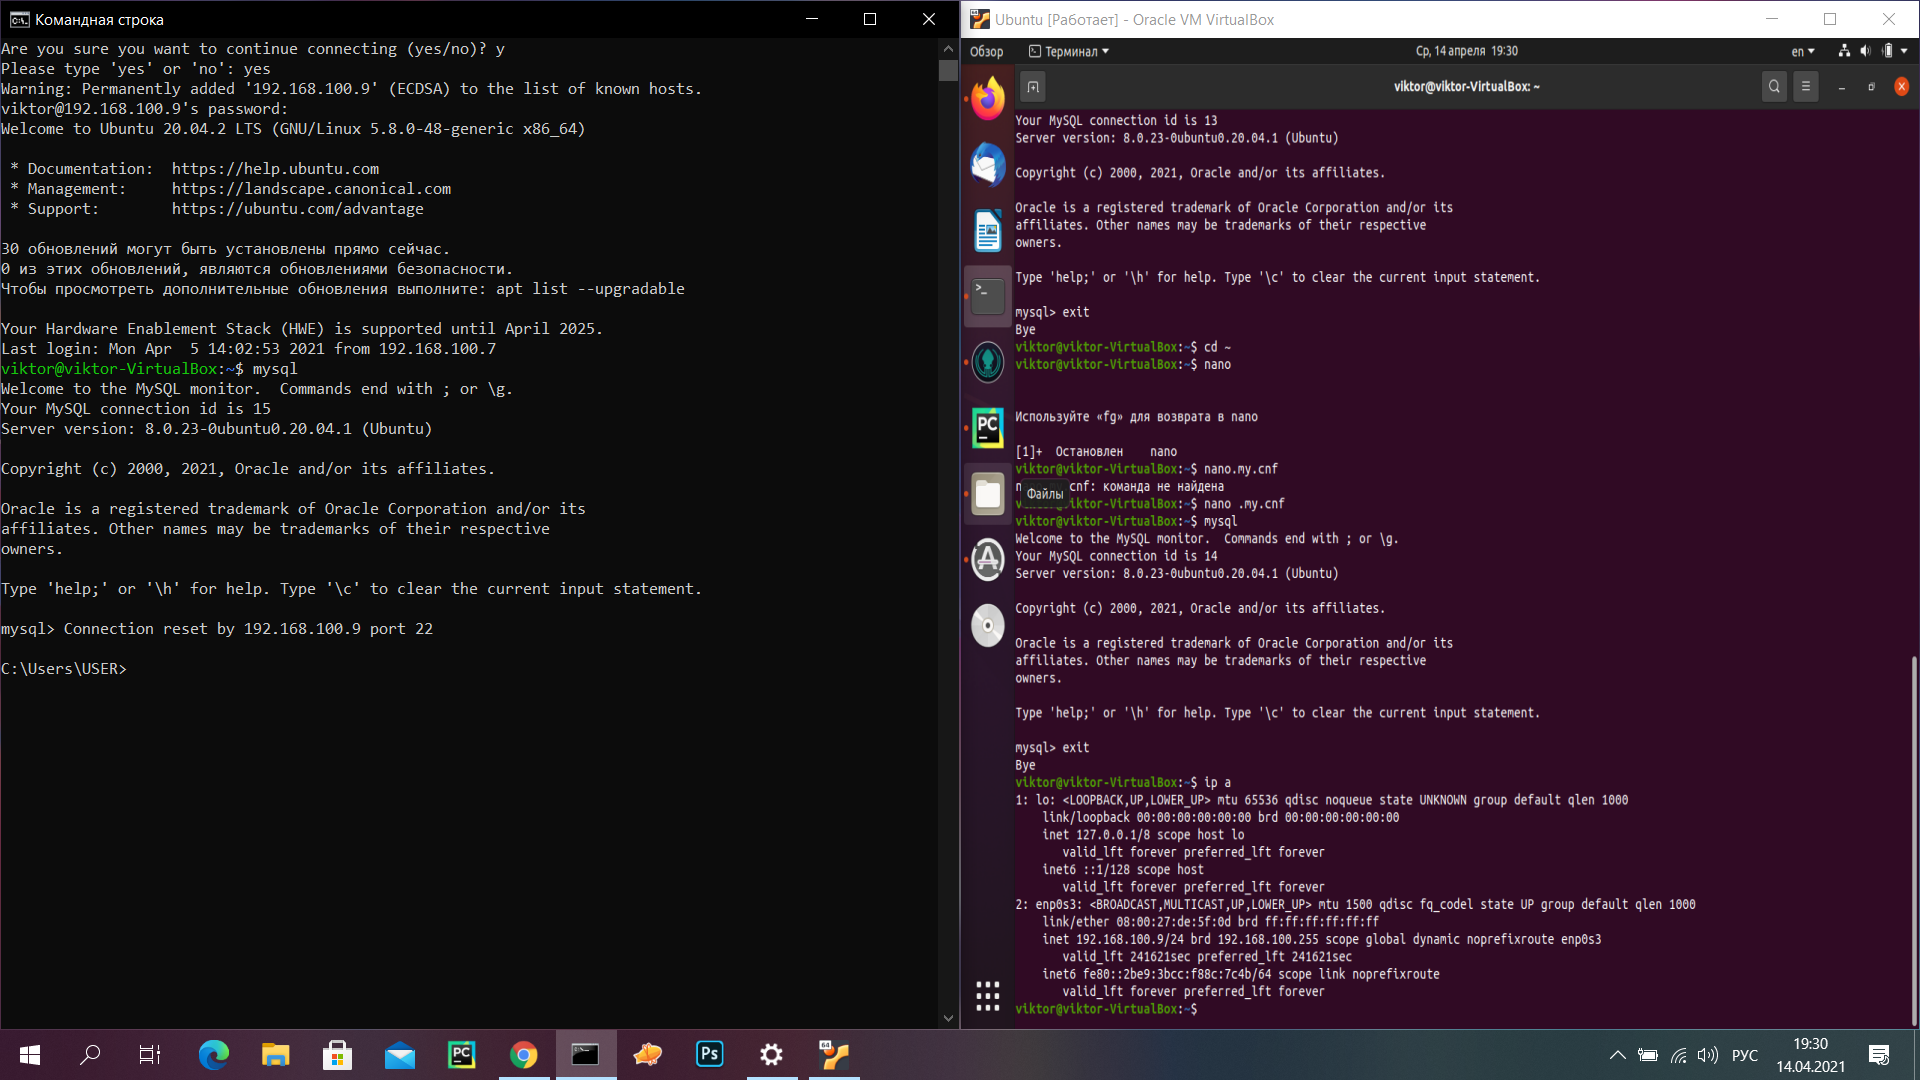 Командная строка
Are you sure you want to continue connecting (yes/no)? y
Please type 'yes' or 'no': yes
Warning: Permanently added '192.168.100.9' (ECDSA) to the list of known hosts.
viktor@192.168.100.9's password:
Welcome to Ubuntu 20.04.2 LTS (GNU/Linux 5.8.0-48-generic x86_64)
* Documentation:  https://help.ubuntu.com
* Management:     https://landscape.canonical.com
* Support:        https://ubuntu.com/advantage
30 обновлений могут быть установлены прямо сейчас.
0 из этих обновлений, являются обновлениями безопасности.
Чтобы просмотреть дополнительные обновления выполните: apt list --upgradable
Your Hardware Enablement Stack (HWE) is supported until April 2025.
Last login: Mon Apr  5 14:02:53 2021 from 192.168.100.7
viktor@viktor-VirtualBox:~$ mysql
Welcome to the MySQL monitor.  Commands end with ; or \g.
Your MySQL connection id is 15
Server version: 8.0.23-0ubuntu0.20.04.1 (Ubuntu)
Copyright (c) 2000, 2021, Oracle and/or its affiliates.
Oracle is a registered trademark of Oracle Corporation and/or its
affiliates. Other names may be trademarks of their respective
owners.
Type 'help;' or '\h' for help. Type '\c' to clear the current input statement.
mysql> Connection reset by 192.168.100.9 port 22
C:\Users\USER>
Ubuntu [Работает] - Oracle VM VirtualBox
Обзор
Терминал
Ср, 14 апреля  19:30
en
viktor@viktor-VirtualBox: ~
Your MySQL connection id is 13
Server version: 8.0.23-0ubuntu0.20.04.1 (Ubuntu)
Copyright (c) 2000, 2021, Oracle and/or its affiliates.
Oracle is a registered trademark of Oracle Corporation and/or its
affiliates. Other names may be trademarks of their respective
owners.
Type 'help;' or '\h' for help. Type '\c' to clear the current input statement.
mysql> exit
Bye
viktor@viktor-VirtualBox:~$ cd ~
viktor@viktor-VirtualBox:~$ nano
Используйте «fg» для возврата в nano
[1]+  Остановлен    nano
viktor@viktor-VirtualBox:~$ nano.my.cnf
cnf: команда не найдена
Файлы
viktor@viktor-VirtualBox:~$ nano .my.cnf
viktor@viktor-VirtualBox:~$ mysql
Welcome to the MySQL monitor.  Commands end with ; or \g.
Your MySQL connection id is 14
Server version: 8.0.23-0ubuntu0.20.04.1 (Ubuntu)
Copyright (c) 2000, 2021, Oracle and/or its affiliates.
Oracle is a registered trademark of Oracle Corporation and/or its
affiliates. Other names may be trademarks of their respective
owners.
Type 'help;' or '\h' for help. Type '\c' to clear the current input statement.
mysql> exit
Bye
viktor@viktor-VirtualBox:~$ ip a
1: lo: <LOOPBACK,UP,LOWER_UP> mtu 65536 qdisc noqueue state UNKNOWN group default qlen 1000
link/loopback 00:00:00:00:00:00 brd 00:00:00:00:00:00
inet 127.0.0.1/8 scope host lo
valid_lft forever preferred_lft forever
inet6 ::1/128 scope host
valid_lft forever preferred_lft forever
2: enp0s3: <BROADCAST,MULTICAST,UP,LOWER_UP> mtu 1500 qdisc fq_codel state UP group default qlen 1000
link/ether 08:00:27:de:5f:0d brd ff:ff:ff:ff:ff:ff
inet 192.168.100.9/24 brd 192.168.100.255 scope global dynamic noprefixroute enp0s3
valid_lft 241621sec preferred_lft 241621sec
inet6 fe80::2be9:3bcc:f88c:7c4b/64 scope link noprefixroute
valid_lft forever preferred_lft forever
viktor@viktor-VirtualBox:~$
PC
PC
Ps
64
РУС
19:30
14.04.2021